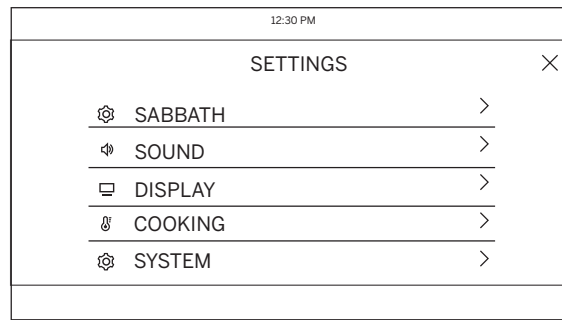 12:30 PM
SETTINGS
SABBATH
SOUND
DISPLAY
COOKING
SYSTEM